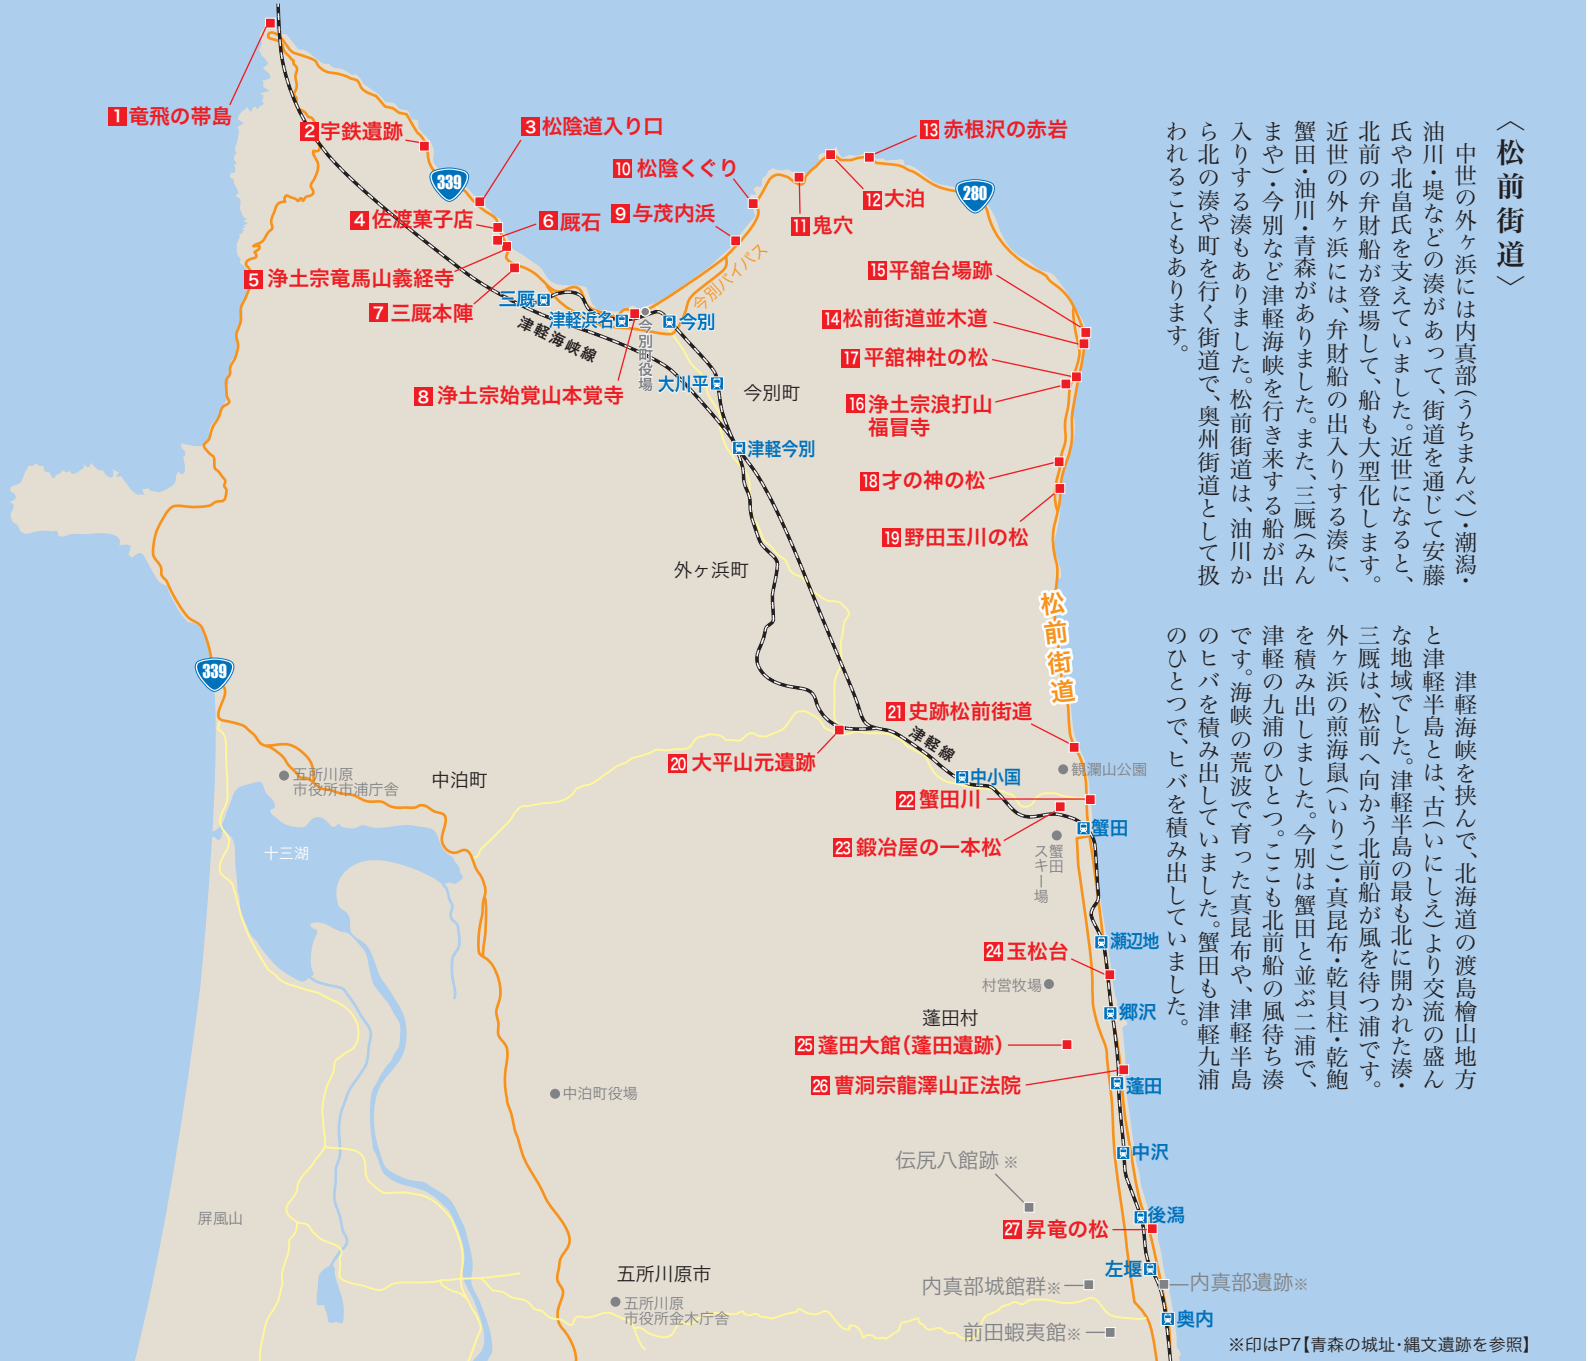 〈松前街道〉
　中世の外ヶ浜には内真部(うちまんべ)・潮潟・
油川・堤などの湊があって、街道を通じて安藤
氏や北畠氏を支えていました。近世になると、
北前の弁財船が登場して、船も大型化します。
近世の外ヶ浜には、弁財船の出入りする湊に、
蟹田・油川・青森がありました。また、三厩(みん
まや)・今別など津軽海峡を行き来する船が出
入りする湊もありました。松前街道は、油川か
ら北の湊や町を行く街道で、奥州街道として扱
われることもあります。
　津軽海峡を挟んで、北海道の渡島檜山地方
と津軽半島とは、古(いにしえ)より交流の盛ん
な地域でした。津軽半島の最も北に開かれた湊・
三厩は、松前へ向かう北前船が風を待つ浦です。
外ヶ浜の煎海鼠(いりこ)・真昆布・乾貝柱・乾鮑
を積み出しました。今別は蟹田と並ぶ二浦で、
津軽の九浦のひとつ。ここも北前船の風待ち湊
です。海峡の荒波で育った真昆布や、津軽半島
のヒバを積み出していました。蟹田も津軽九浦
のひとつで、ヒバを積み出していました。
1 竜飛の帯島
2 宇鉄遺跡
3 松陰道入り口
339
4 佐渡菓子店
6 厩石
5 浄土宗竜馬山義経寺
7 三厩本陣
10 松陰くぐり
9 与茂内浜
13 赤根沢の赤岩
12 大泊
11 鬼穴
280
今別バイパス
三厩
津軽浜名
今別
津軽海峡線
今別町役場
大川平
今別町
8 浄土宗始覚山本覚寺
津軽今別
15 平舘台場跡
14 松前街道並木道
17 平舘神社の松
16 浄土宗浪打山
福冒寺
18 才の神の松
19 野田玉川の松
外ヶ浜町
松前街道
339
21 史跡松前街道
津軽線
20 大平山元遺跡
観瀾山公園
中小国
22 蟹田川
蟹田
23 鍛冶屋の一本松
蟹田
スキー場
五所川原
市役所市浦庁舎
中泊町
十三湖
瀬辺地
24 玉松台
村営牧場
郷沢
蓬田村
25 蓬田大館(蓬田遺跡)
26 曹洞宗龍澤山正法院
蓬田
中泊町役場
中沢
伝尻八館跡※
屏風山
後潟
27 昇竜の松
左堰
五所川原市
内真部城館群※
内真部遺跡※
五所川原
市役所金木庁舎
前田蝦夷館※
奥内
※印はP7【青森の城址・縄文遺跡を参照】